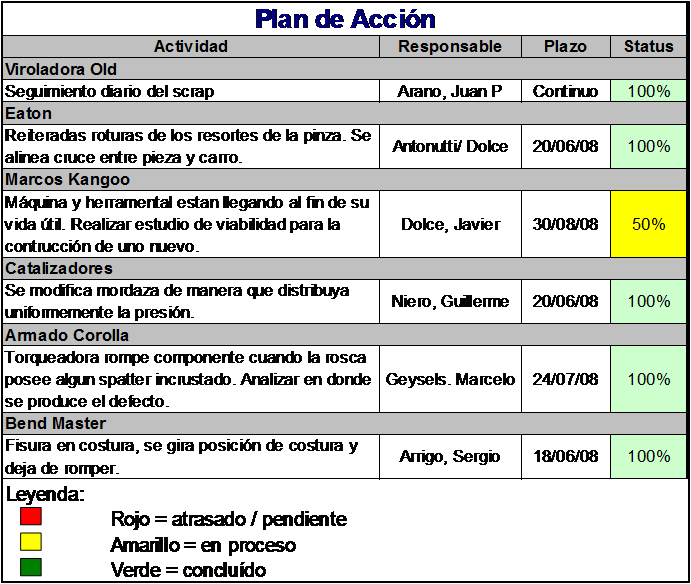 Plan de Acción
Actividad Responsable Plazo Status
Viroladora Old
Seguimiento diario del scrap Arano, Juan P Continuo 100%
Eaton
Reiteradas roturas de los resortes de la pinza. Se
alinea cruce entre pieza y carro.
Antonutti/ Dolce 20/06/08 100%
Marcos Kangoo
Máquina y herramental estan llegando al fin de su
vida útil. Realizar estudio de viabilidad para la
contrucción de uno nuevo.
Dolce, Javier 30/08/08 50%
Catalizadores
Se modifica mordaza de manera que distribuya
uniformemente la presión.
Niero, Guillerme 20/06/08 100%
Armado Corolla
Torqueadora rompe componente cuando la rosca
posee algun spatter incrustado. Analizar en donde
se produce el defecto.
Geysels. Marcelo 24/07/08 100%
Bend Master
Fisura en costura, se gira posición de costura y
deja de romper.
Arrigo, Sergio 18/06/08 100%
Leyenda:
Rojo = atrasado / pendiente
Amarillo = en proceso
Verde = concluído